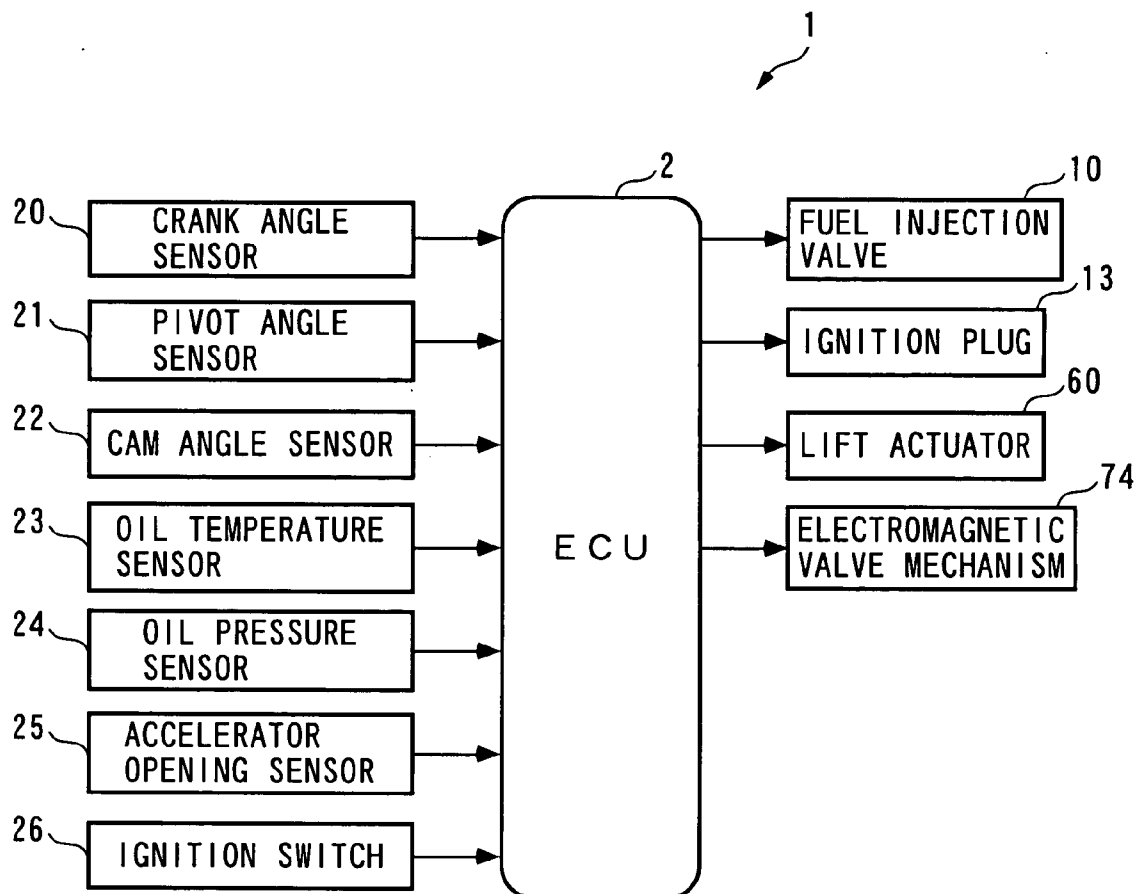 1
2
20
CRANK ANGLE
SENSOR
21
PIVOT ANGLE
SENSOR
22
CAM ANGLE SENSOR
23
OIL TEMPERATURE
SENSOR
24
OIL PRESSURE
SENSOR
25
ACCELERATOR
OPENING SENSOR
26
IGNITION SWITCH
ECU
10
FUEL INJECTION
VALVE
13
IGNITION PLUG
60
LIFT ACTUATOR
74
ELECTROMAGNETIC
VALVE MECHANISM